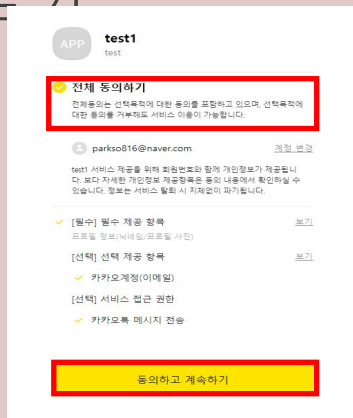 APP
test1
test
전체 동의하기
전체동의는 선택목적에 대한 동의를 포함하고 있으며, 선택목적에
대한 동의를 거부해도 서비스 이용이 가능합니다.
parkso816@naver.com 계정 변경
test1 서비스 제공을 위해 회원번호와 함께 개인정보가 제공됩니
다. 보다 자세한 개인정보 제공항목은 동의 내용에서 확인하실 수
있습니다. 정보는 서비스 탈퇴 시 지체없이 파기됩니다.
[필수] 필수 제공 항목 보기
프로필 정보(닉네임/프로필 사진)
[선택] 선택 제공 항목 보기
카카오계정(이메일)
[선택] 서비스 접근 권한
카카오톡 메시지 전송
동의하고 계속하기